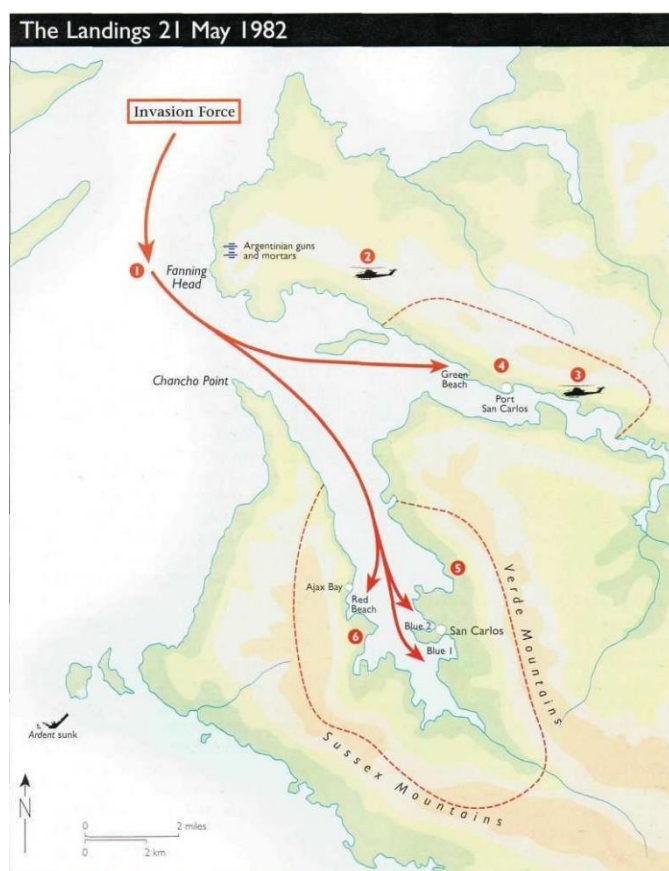 The Landings 21 May 1982
Invasion Force
Argentinian guns
and mortars
2
1
Fanning
Head
Chancho Point
4
3
Green
Beach
Port
San Carlos
5
Ajax Bay
Red
Beach
Blue 2
San Carlos
6
Blue 1
Verde Mountains
Sussex Mountains
Ardent sunk
N
0 2 miles
0 2 km